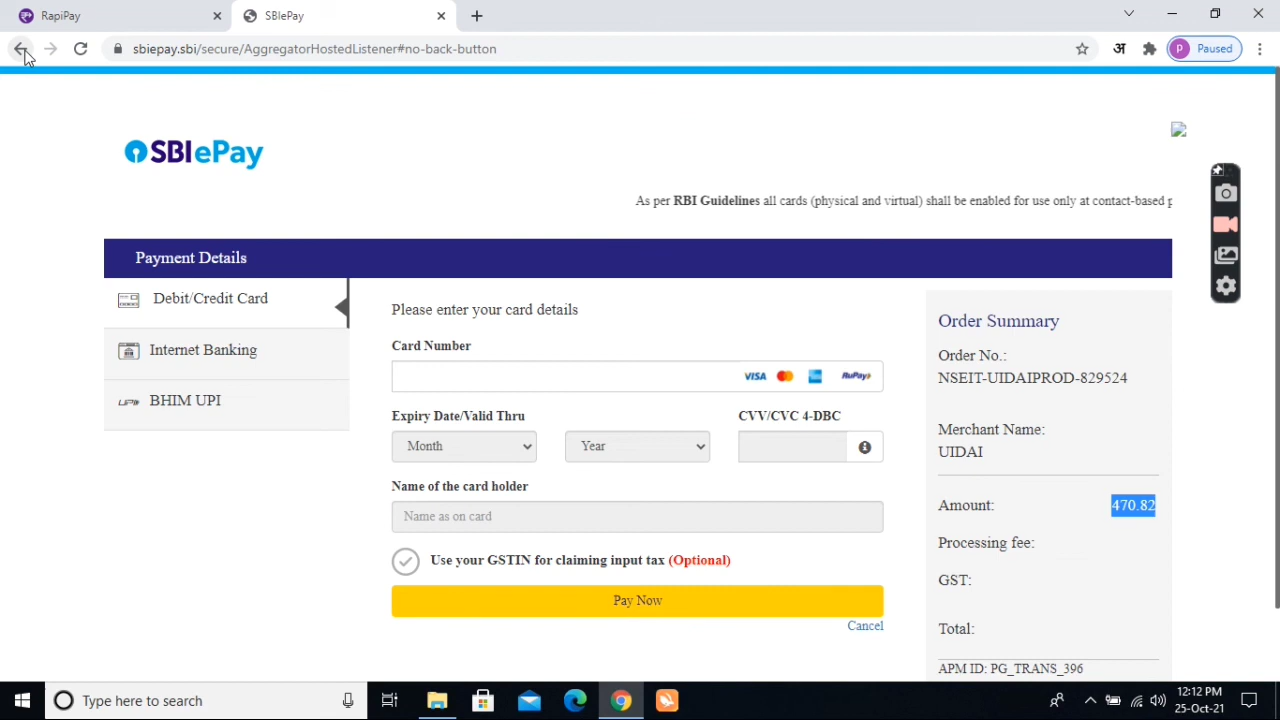 RapiPay
SBIePay
sbiepay.sbi/secure/AggregatorHostedListener#no-back-button
अ
P
Paused
SBIePay
As per RBI Guidelines all cards (physical and virtual) shall be enabled for use only at contact-based p
Payment Details
Debit/Credit Card
Internet Banking
UPI
BHIM UPI
Please enter your card details
Card Number
VISA
RuPay
Expiry Date/Valid Thru
CVV/CVC 4-DBC
Month
Year
Name of the card holder
Name as on card
Use your GSTIN for claiming input tax (Optional)
Pay Now
Cancel
Order Summary
Order No.:
NSEIT-UIDAIPROD-829524
Merchant Name:
UIDAI
Amount: 470.82
Processing fee:
GST:
Total:
APM ID: PG_TRANS_396
Type here to search
12:12 PM
25-Oct-21